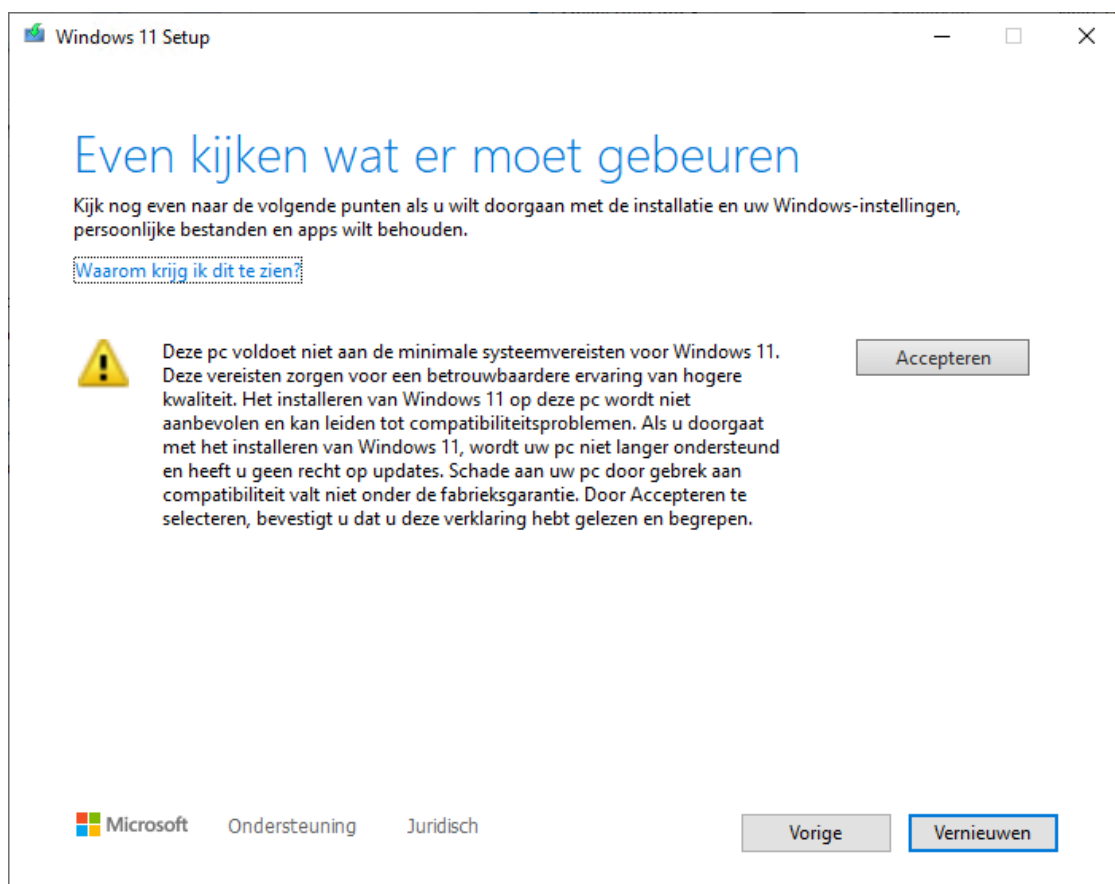 Windows 11 Setup
Even kijken wat er moet gebeuren
Kijk nog even naar de volgende punten als u wilt doorgaan met de installatie en uw Windows-instellingen,
persoonlijke bestanden en apps wilt behouden.
Waarom krijg ik dit te zien?
Deze pc voldoet niet aan de minimale systeemvereisten voor Windows 11.
Deze vereisten zorgen voor een betrouwbaardere ervaring van hogere
kwaliteit. Het installeren van Windows 11 op deze pc wordt niet
aanbevolen en kan leiden tot compatibiliteitsproblemen. Als u doorgaat
met het installeren van Windows 11, wordt uw pc niet langer ondersteund
en heeft u geen recht op updates. Schade aan uw pc door gebrek aan
compatibiliteit valt niet onder de fabrieksgarantie. Door Accepteren te
selecteren, bevestigt u dat u deze verklaring hebt gelezen en begrepen.
Accepteren
Microsoft Ondersteuning Juridisch
Vorige Vernieuwen